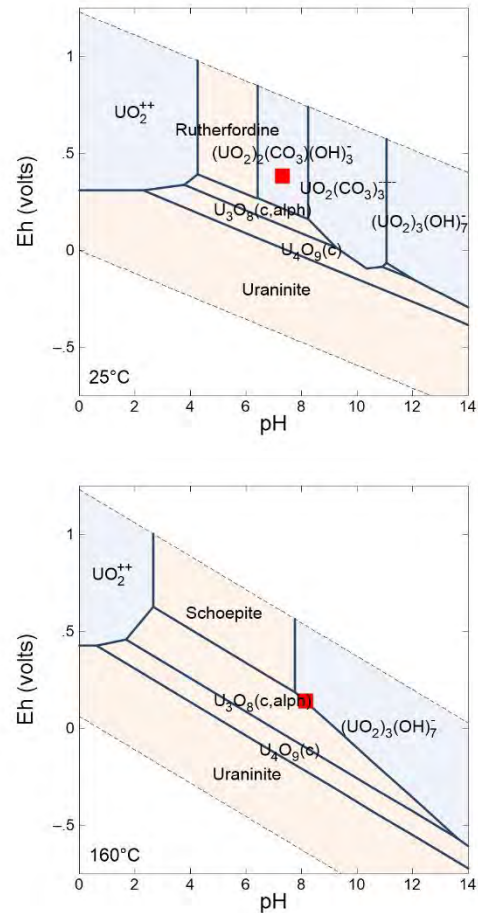 1
.5
0
–.5
Eh (volts)
UO₂⁺⁺
Rutherfordine
(UO₂)₂(CO₃)(OH)₃⁻
UO₂(CO₃)₃⁻⁻⁻⁻
U₃O₈(c,alph)
(UO₂)₃(OH)₇⁻
U₄O₉(c)
Uraninite
25°C
0 2 4 6 8 10 12 14
pH
1
.5
0
–.5
Eh (volts)
UO₂⁺⁺
Schoepite
U₃O₈(c,alph)
(UO₂)₃(OH)₇⁻
U₄O₉(c)
Uraninite
160°C
0 2 4 6 8 10 12 14
pH